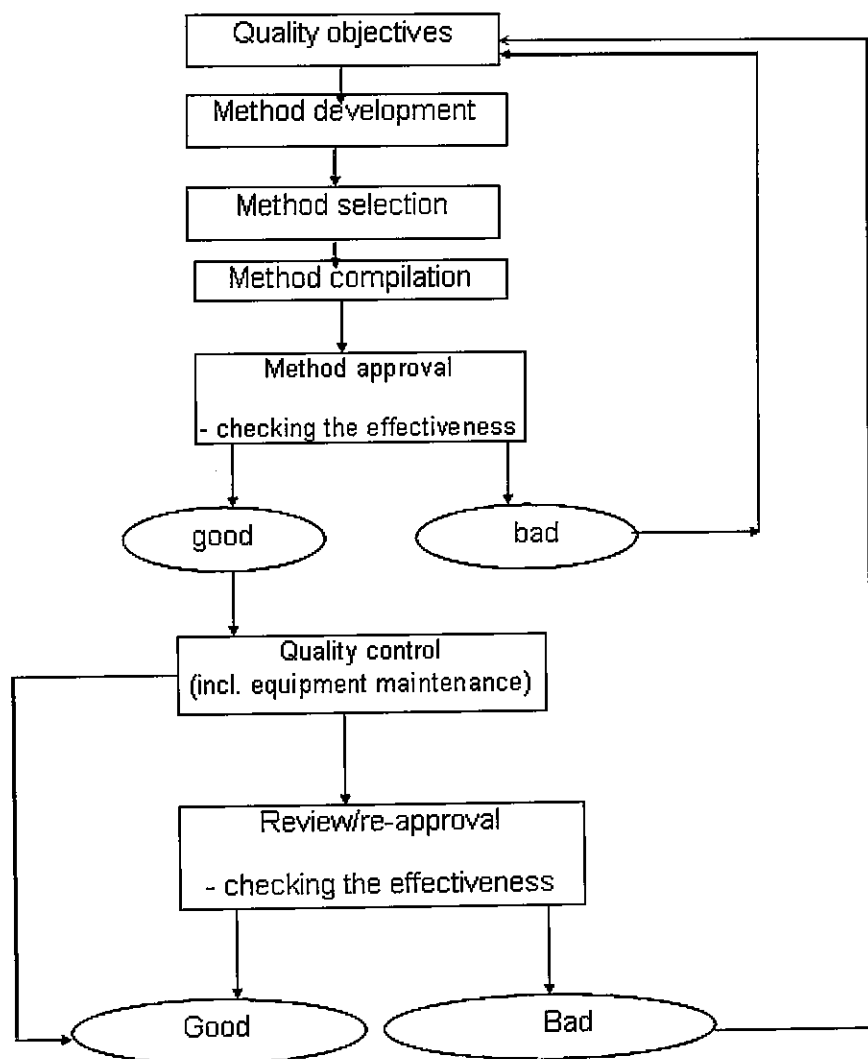 Quality objectives
Method development
Method selection
Method compilation
Method approval
- checking the effectiveness
good
bad
Quality control
(incl. equipment maintenance)
Review/re-approval
- checking the effectiveness
Good
Bad